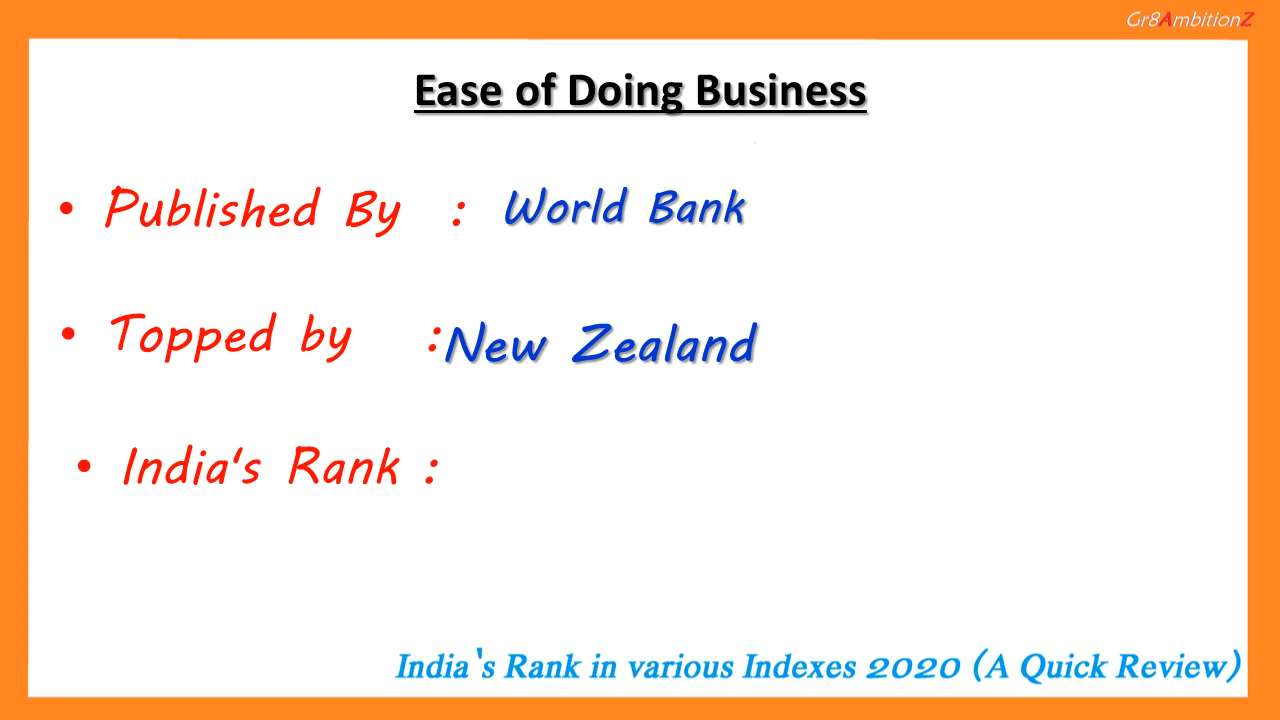 Gr8AmbitionZ
Ease of Doing Business
• Published By : World Bank
• Topped by : New Zealand
• India's Rank :
India's Rank in various Indexes 2020 (A Quick Review)